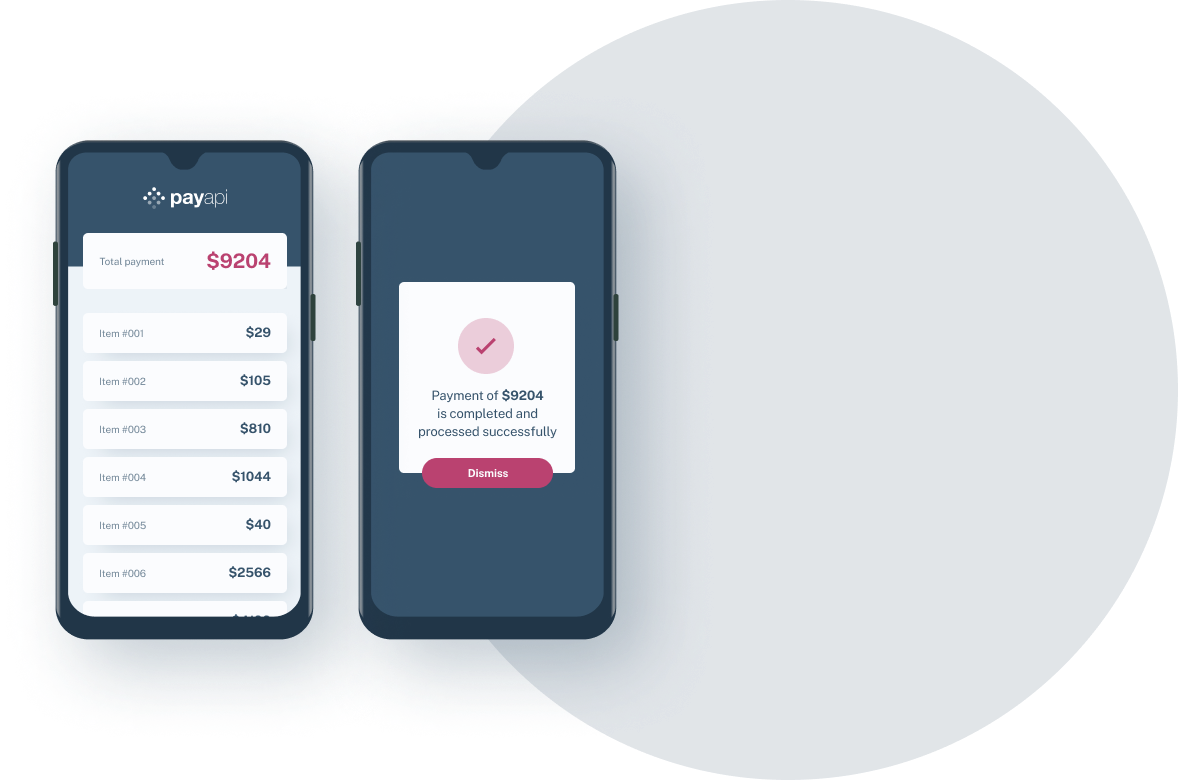 payapi
Total payment $9204
Item #001 $29
Item #002 $105
Item #003 $810
Item #004 $1044
Item #005 $40
Item #006 $2566
Payment of $9204
is completed and
processed successfully
Dismiss